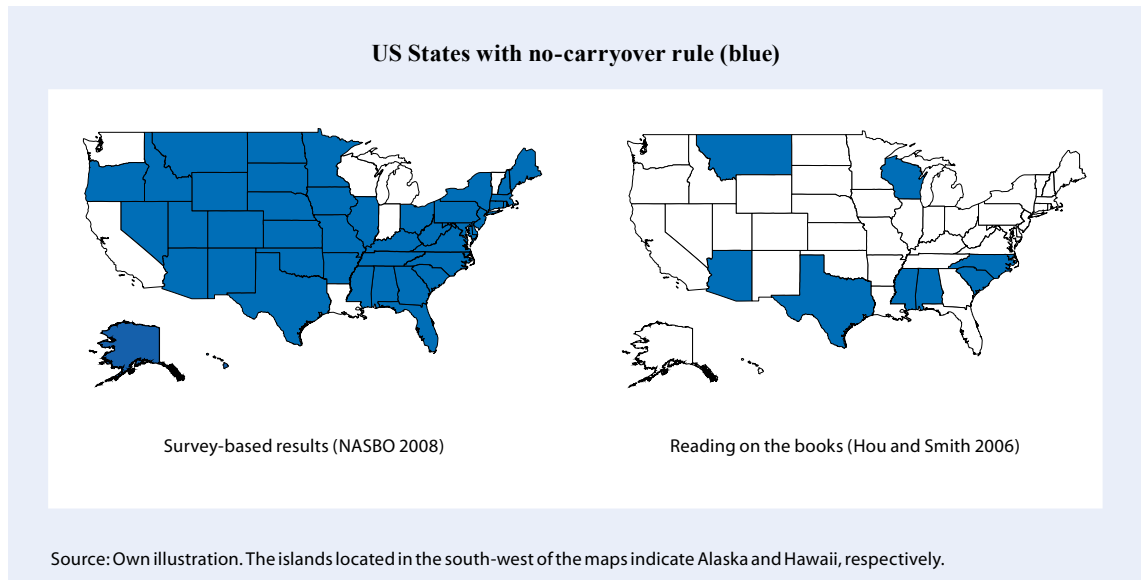 US States with no-carryover rule (blue)
Survey-based results (NASBO 2008)
Reading on the books (Hou and Smith 2006)
Source: Own illustration. The islands located in the south-west of the maps indicate Alaska and Hawaii, respectively.